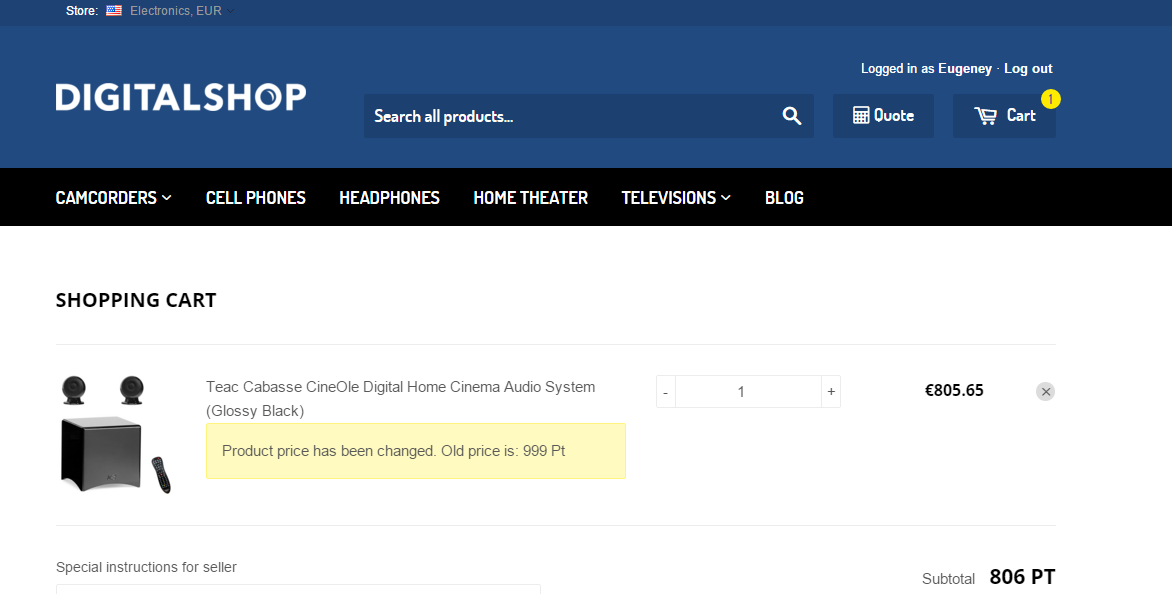 Store: Electronics, EUR
Logged in as Eugeney · Log out
DIGITALSHOP
Search all products...
Quote
Cart
1
CAMCORDERS
CELL PHONES
HEADPHONES
HOME THEATER
TELEVISIONS
BLOG
SHOPPING CART
Teac Cabasse CineOle Digital Home Cinema Audio System
(Glossy Black)
Product price has been changed. Old price is: 999 Pt
- 1 +
€805.65
Special instructions for seller
Subtotal 806 PT